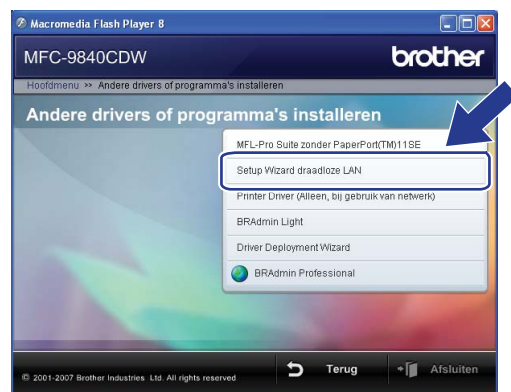 Macromedia Flash Player 8
MFC-9840CDW
brother
Hoofdmenu >> Andere drivers of programma's installeren
Andere drivers of programma's installeren
MFL-Pro Suite zonder PaperPort(TM)11SE
Setup Wizard draadloze LAN
Printer Driver (Alleen, bij gebruik van netwerk)
BRAdmin Light
Driver Deployment Wizard
BRAdmin Professional
© 2001-2007 Brother Industries Ltd. All rights reserved
Terug
Afsluiten